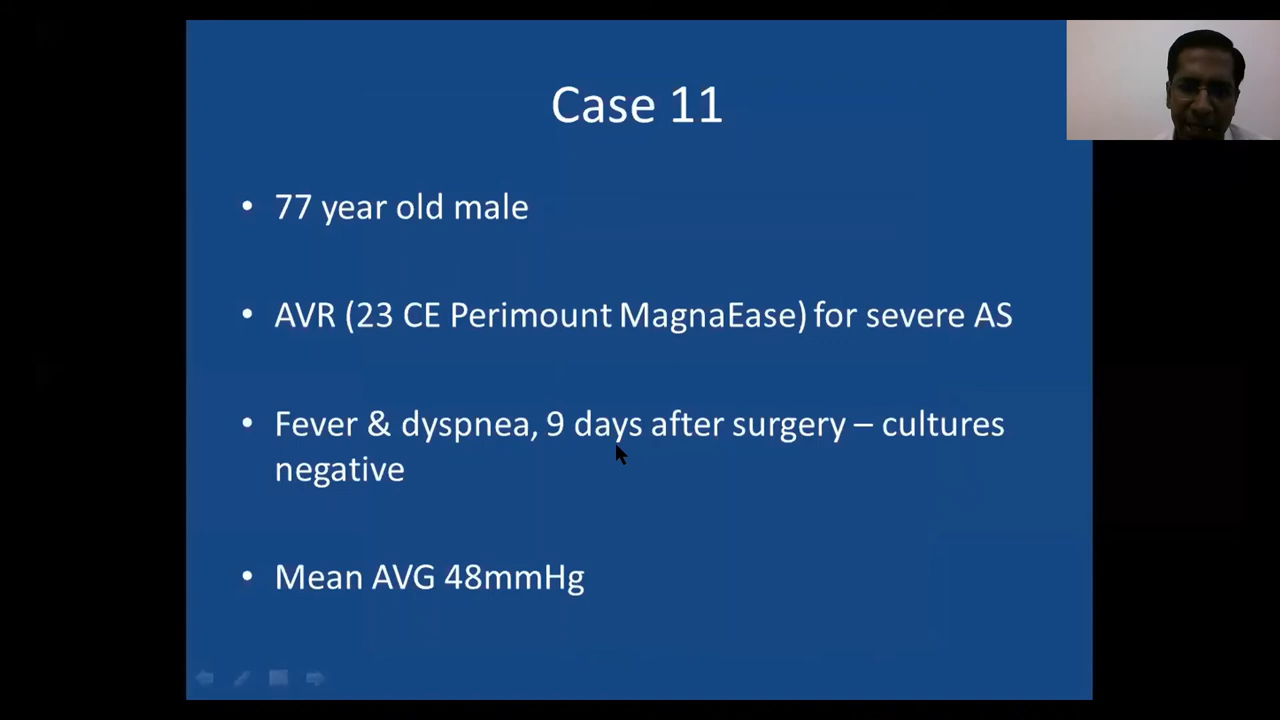 Case 11
• 77 year old male
• AVR (23 CE Perimount MagnaEase) for severe AS
• Fever & dyspnea, 9 days after surgery – cultures
negative
• Mean AVG 48mmHg